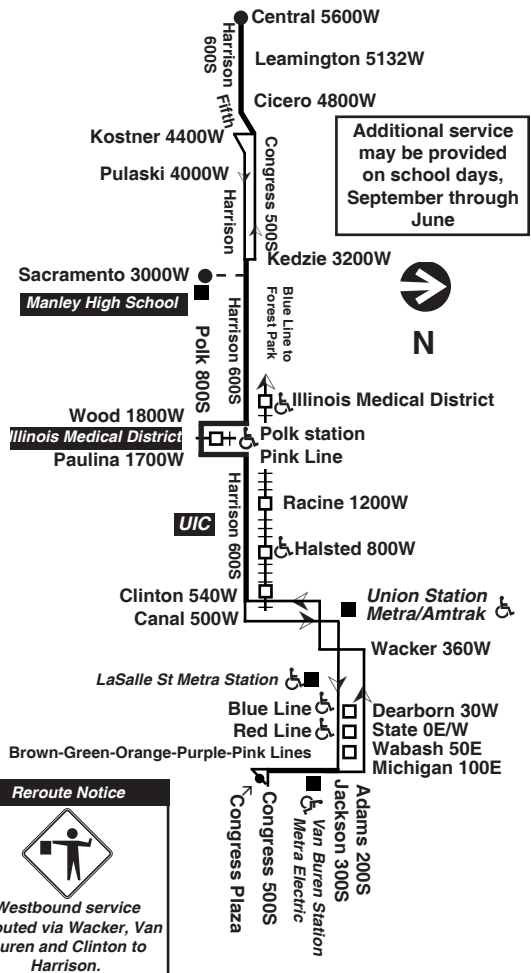 Central 5600W
Harrison
600S
Leamington 5132W
Fifth
Cicero 4800W
Kostner 4400W
Additional service
may be provided
on school days,
September through
June
Pulaski 4000W
Harrison
Congress 500S
Kedzie 3200W
Sacramento 3000W
Manley High School
Blue Line to
Forest Park
N
Polk 800S
Harrison 600S
Illinois Medical District
Wood 1800W
Illinois Medical District
Polk station
Paulina 1700W
Pink Line
Harrison 600S
Racine 1200W
UIC
Halsted 800W
Clinton 540W
Union Station
Metra/Amtrak
Canal 500W
Wacker 360W
LaSalle St Metra Station
Blue Line
Dearborn 30W
Red Line
State 0E/W
Brown-Green-Orange-Purple-Pink Lines
Wabash 50E
Michigan 100E
Congress Plaza
Congress 500S
Van Buren Station
Metra Electric
Jackson 300S
Adams 200S
Reroute Notice
Westbound service
outed via Wacker, Van
uren and Clinton to
Harrison.